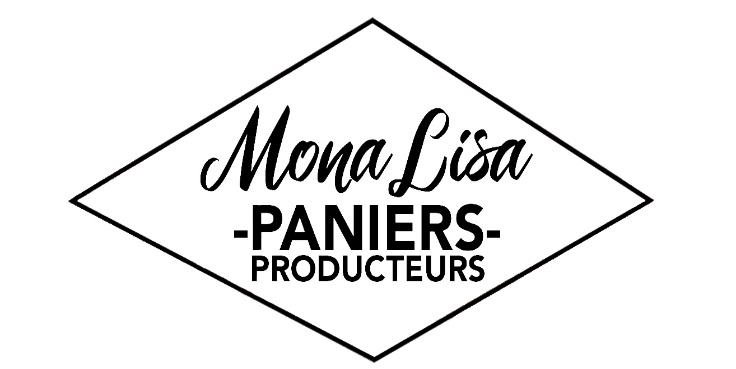 Mona Lisa
-PANIERS-
PRODUCTEURS